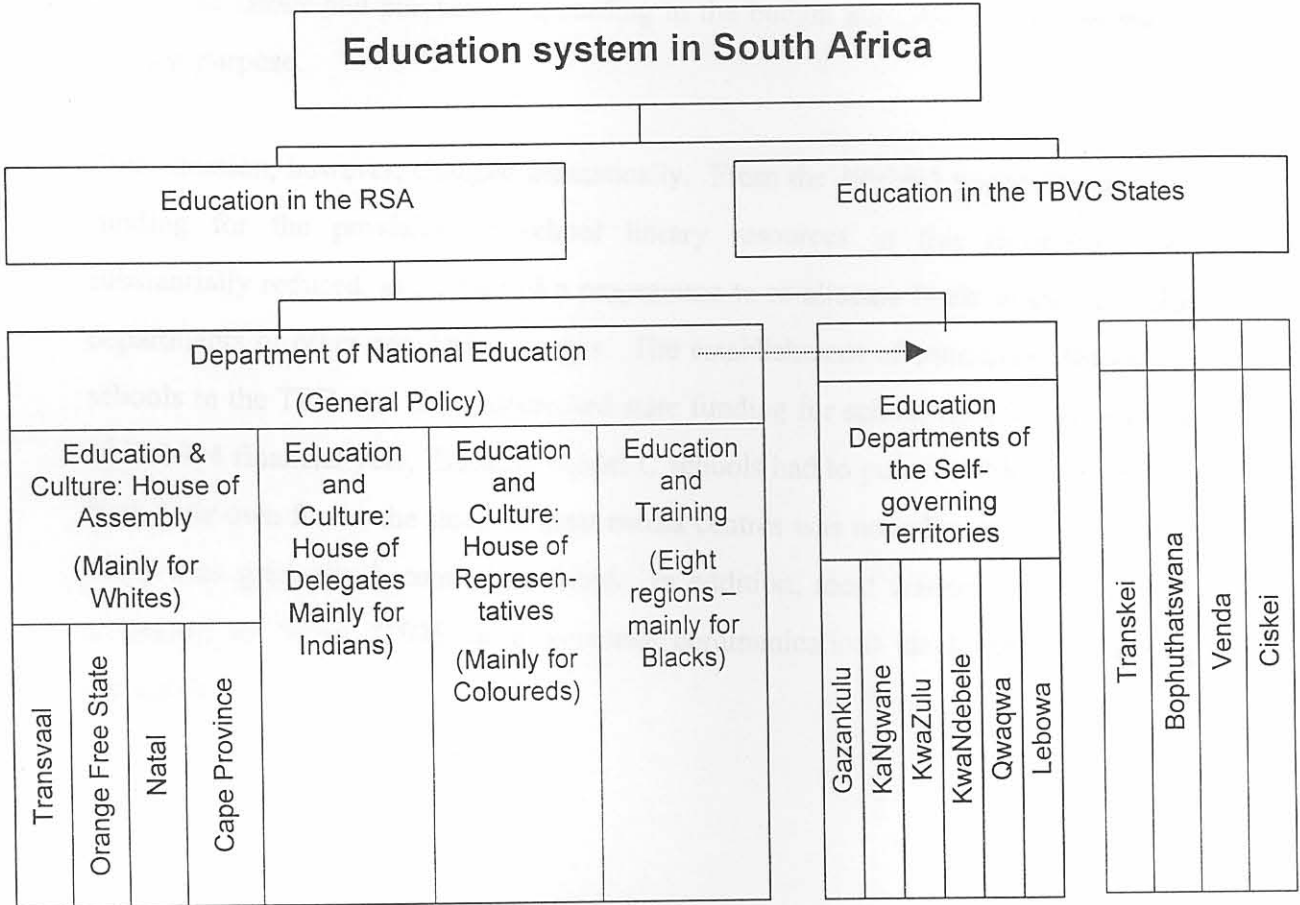 Education system in South Africa
Education in the RSA
Education in the TBVC States
Department of National Education
(General Policy)
Education &
Culture: House of
Assembly
(Mainly for
Whites)
Transvaal
Orange Free State
Natal
Cape Province
Education
and
Culture:
House of
Delegates
Mainly for
Indians)
Education
and
Culture:
House of
Represen-
tatives
(Mainly for
Coloureds)
Education
and
Training
(Eight
regions –
mainly for
Blacks)
Education
Departments of
the Self-
governing
Territories
Gazankulu
KaNgwane
KwaZulu
KwaNdebele
Qwaqwa
Lebowa
Transkei
Bophuthatswana
Venda
Ciskei